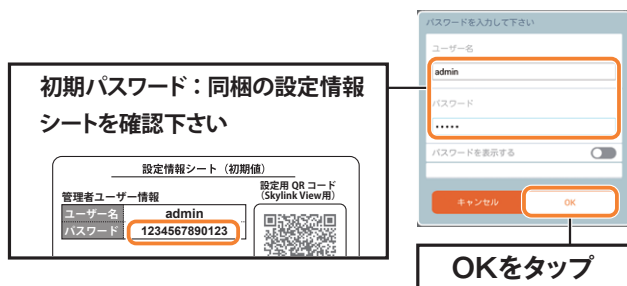 初期パスワード：同梱の設定情報
シートを確認下さい
設定情報シート（初期値）
管理者ユーザー情報
ユーザー名 admin
パスワード 1234567890123
設定用 QR コード
（Skylink View用）
パスワードを入力して下さい
ユーザー名
admin
パスワード
•••••
パスワードを表示する
キャンセル OK
OKをタップ